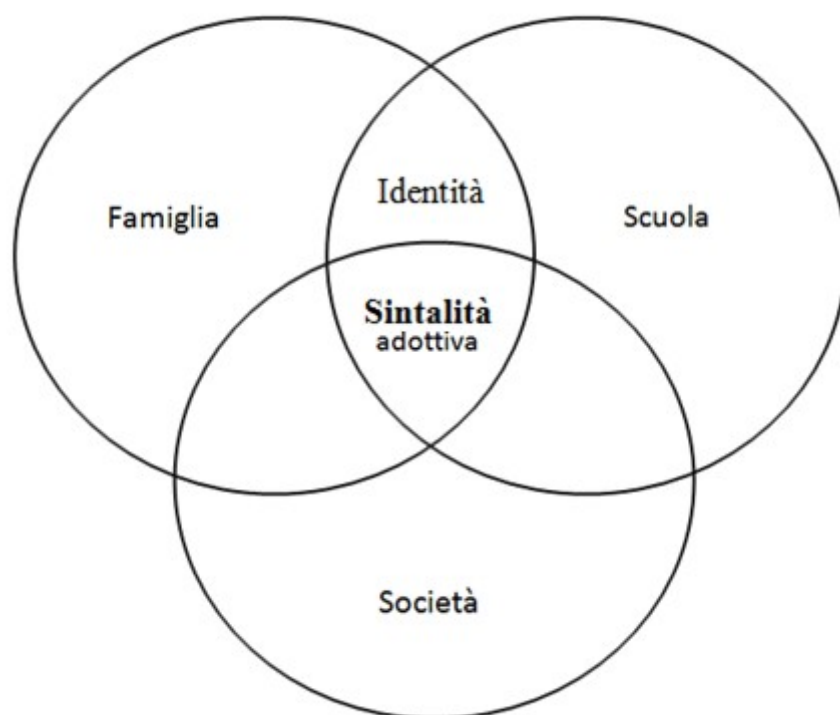 Identità
Famiglia
Scuola
Sintalità
adottiva
Società